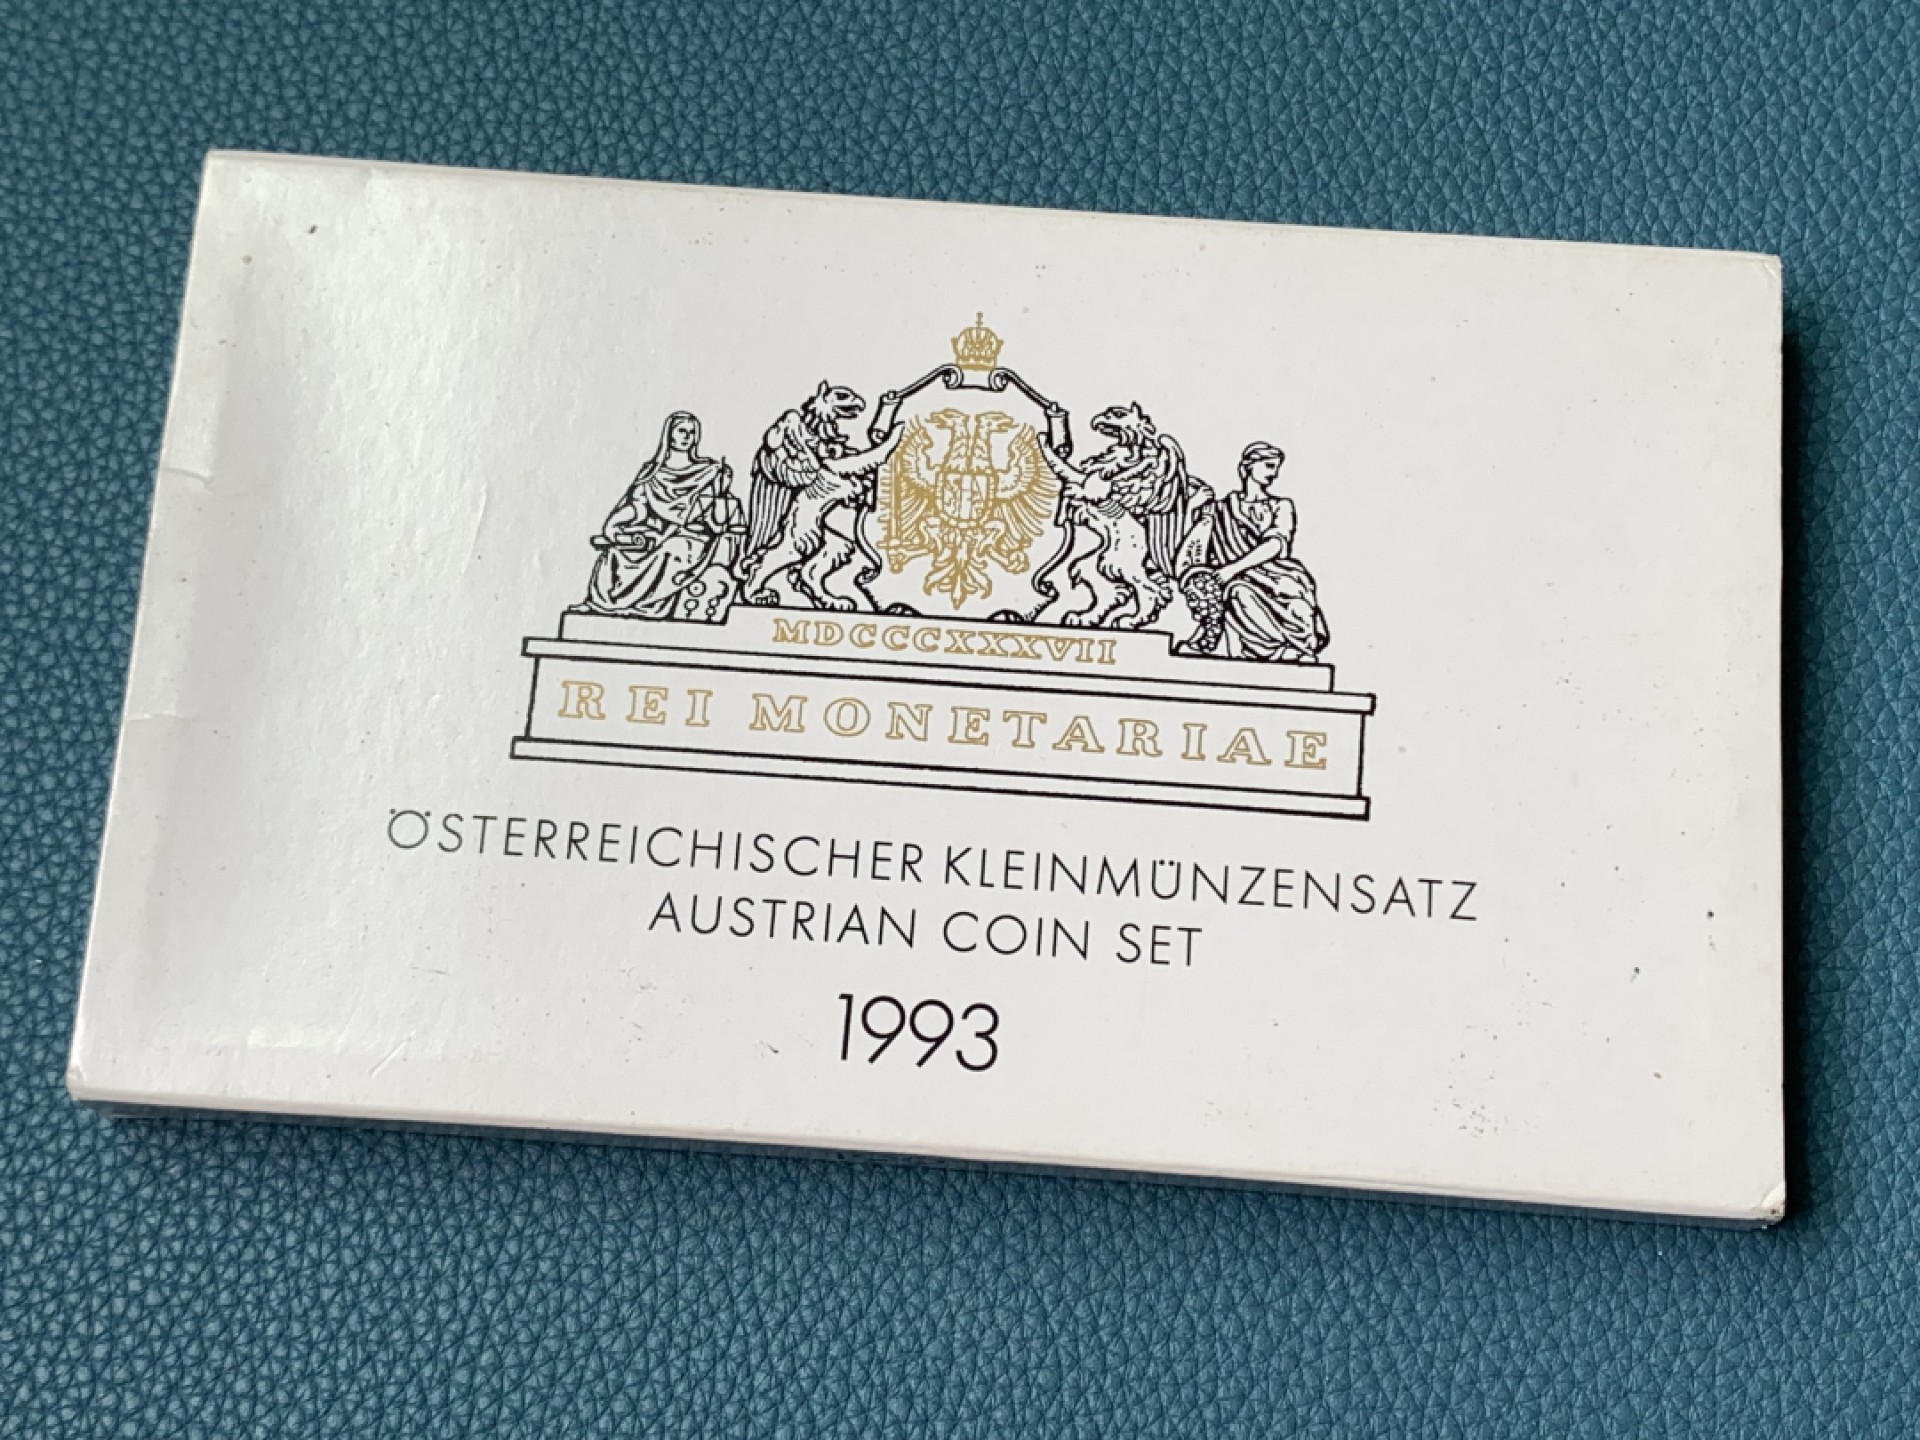 MDCCCXXXVII
REI MONETARIAE
ÖSTERREICHISCHER KLEINMÜNZENSATZ
AUSTRIAN COIN SET
1993